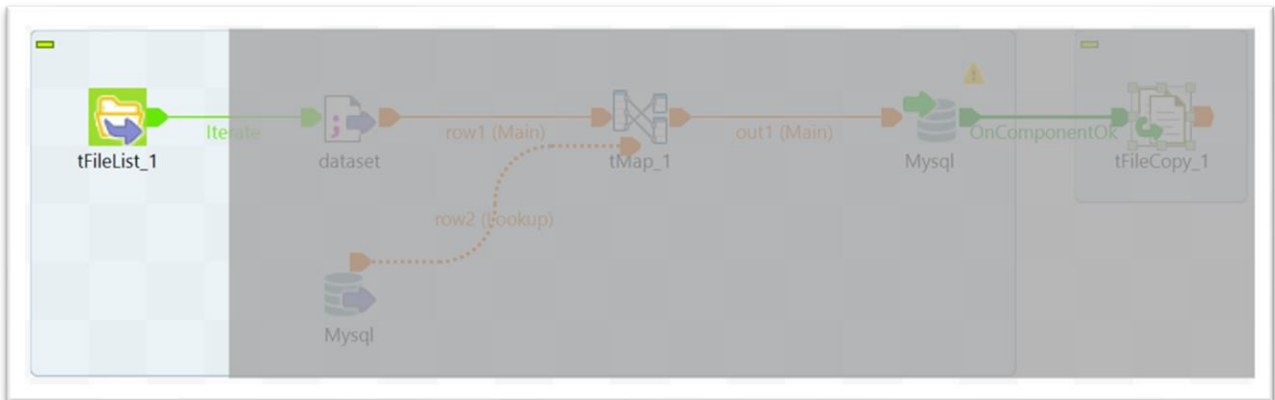 Iterate
row1 (Main)
out1 (Main)
OnComponentOk
tFileList_1
dataset
tMap_1
Mysql
tFileCopy_1
row2 (Lookup)
Mysql